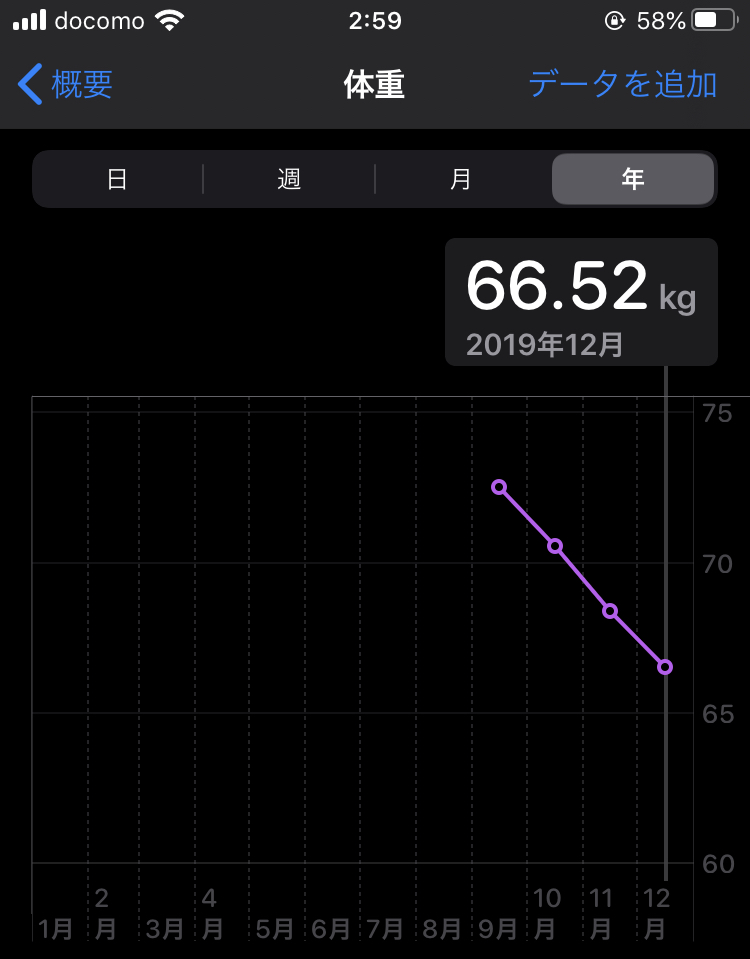 docomo 2:59 58%
概要 体重 データを追加
日 週 月 年
66.52 kg
2019年12月
75
70
65
60
1月 2月 3月 4月 5月 6月 7月 8月 9月 10月 11月 12月